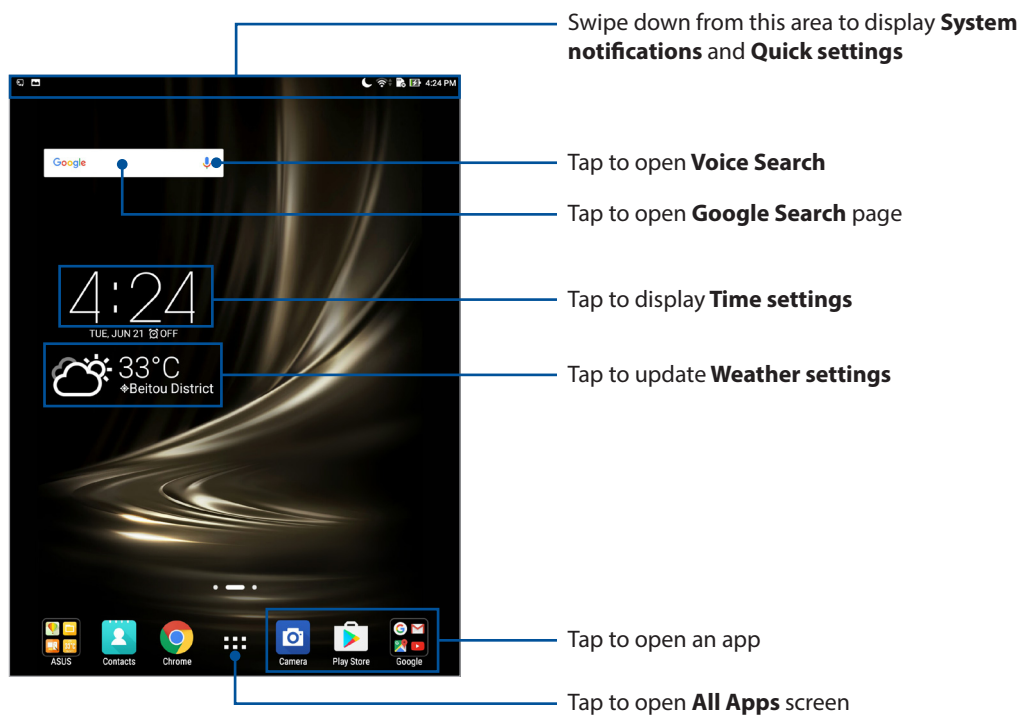 Swipe down from this area to display System
notifications and Quick settings
4:24 PM
Google
Tap to open Voice Search
Tap to open Google Search page
4:24
Tap to display Time settings
TUE, JUN 21 OFF
33°C
Beitou District
Tap to update Weather settings
ASUS
Contacts
Chrome
Camera
Play Store
Google
Tap to open an app
Tap to open All Apps screen